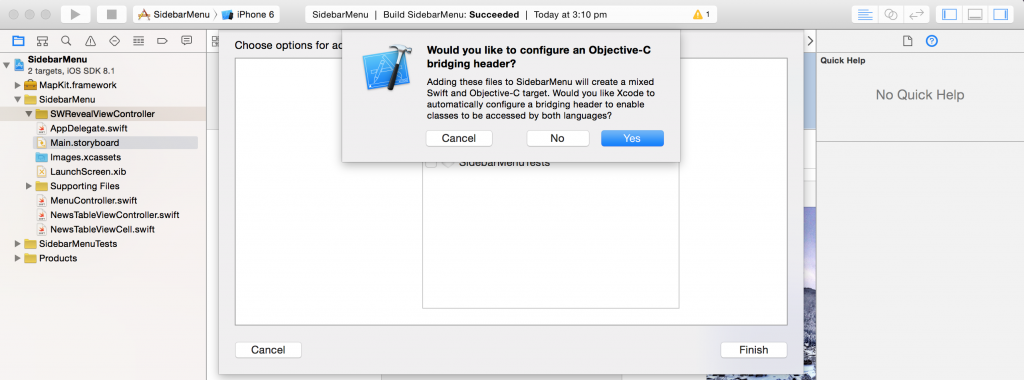 SidebarMenu
iPhone 6
SidebarMenu | Build SidebarMenu: Succeeded | Today at 3:10 pm
1
SidebarMenu
2 targets, iOS SDK 8.1
MapKit.framework
SidebarMenu
SWRevealViewController
AppDelegate.swift
Main.storyboard
Images.xcassets
LaunchScreen.xib
Supporting Files
MenuController.swift
NewsTableViewController.swift
NewsTableViewCell.swift
SidebarMenuTests
Products
Choose options for
Would you like to configure an Objective-C
bridging header?
Adding these files to SidebarMenu will create a mixed
Swift and Objective-C target. Would you like Xcode to
automatically configure a bridging header to enable
classes to be accessed by both languages?
Cancel
No
Yes
SidebarMenuTests
Cancel
Finish
Quick Help
No Quick Help